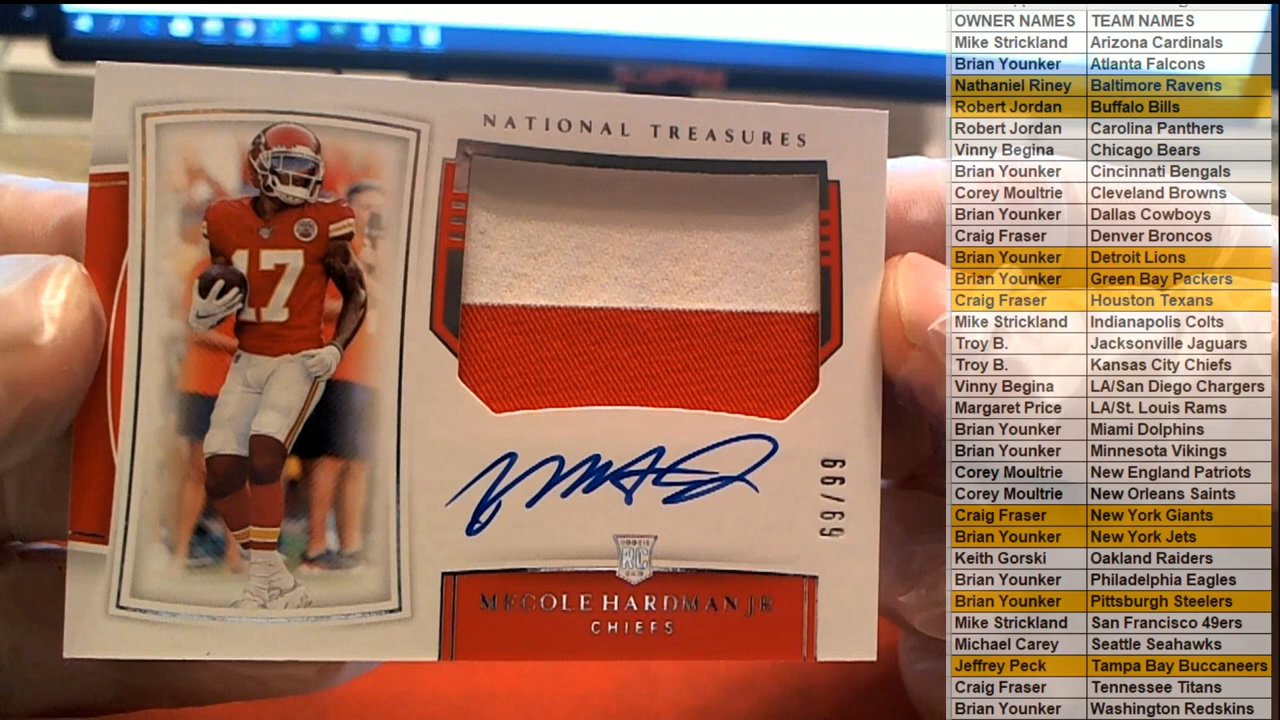 NATIONAL TREASURES
17
RC
MECOLE HARDMAN JR
CHIEFS
OWNER NAMES TEAM NAMES
Mike Strickland Arizona Cardinals
Brian Younker Atlanta Falcons
Nathaniel Riney Baltimore Ravens
Robert Jordan Buffalo Bills
Robert Jordan Carolina Panthers
Vinny Begina Chicago Bears
Brian Younker Cincinnati Bengals
Corey Moultrie Cleveland Browns
Brian Younker Dallas Cowboys
Craig Fraser Denver Broncos
Brian Younker Detroit Lions
Brian Younker Green Bay Packers
Craig Fraser Houston Texans
Mike Strickland Indianapolis Colts
Troy B. Jacksonville Jaguars
Troy B. Kansas City Chiefs
Vinny Begina LA/San Diego Chargers
Margaret Price LA/St. Louis Rams
Brian Younker Miami Dolphins
Brian Younker Minnesota Vikings
Corey Moultrie New England Patriots
Corey Moultrie New Orleans Saints
Craig Fraser New York Giants
Brian Younker New York Jets
Keith Gorski Oakland Raiders
Brian Younker Philadelphia Eagles
Brian Younker Pittsburgh Steelers
Mike Strickland San Francisco 49ers
Michael Carey Seattle Seahawks
Jeffrey Peck Tampa Bay Buccaneers
Craig Fraser Tennessee Titans
Brian Younker Washington Redskins